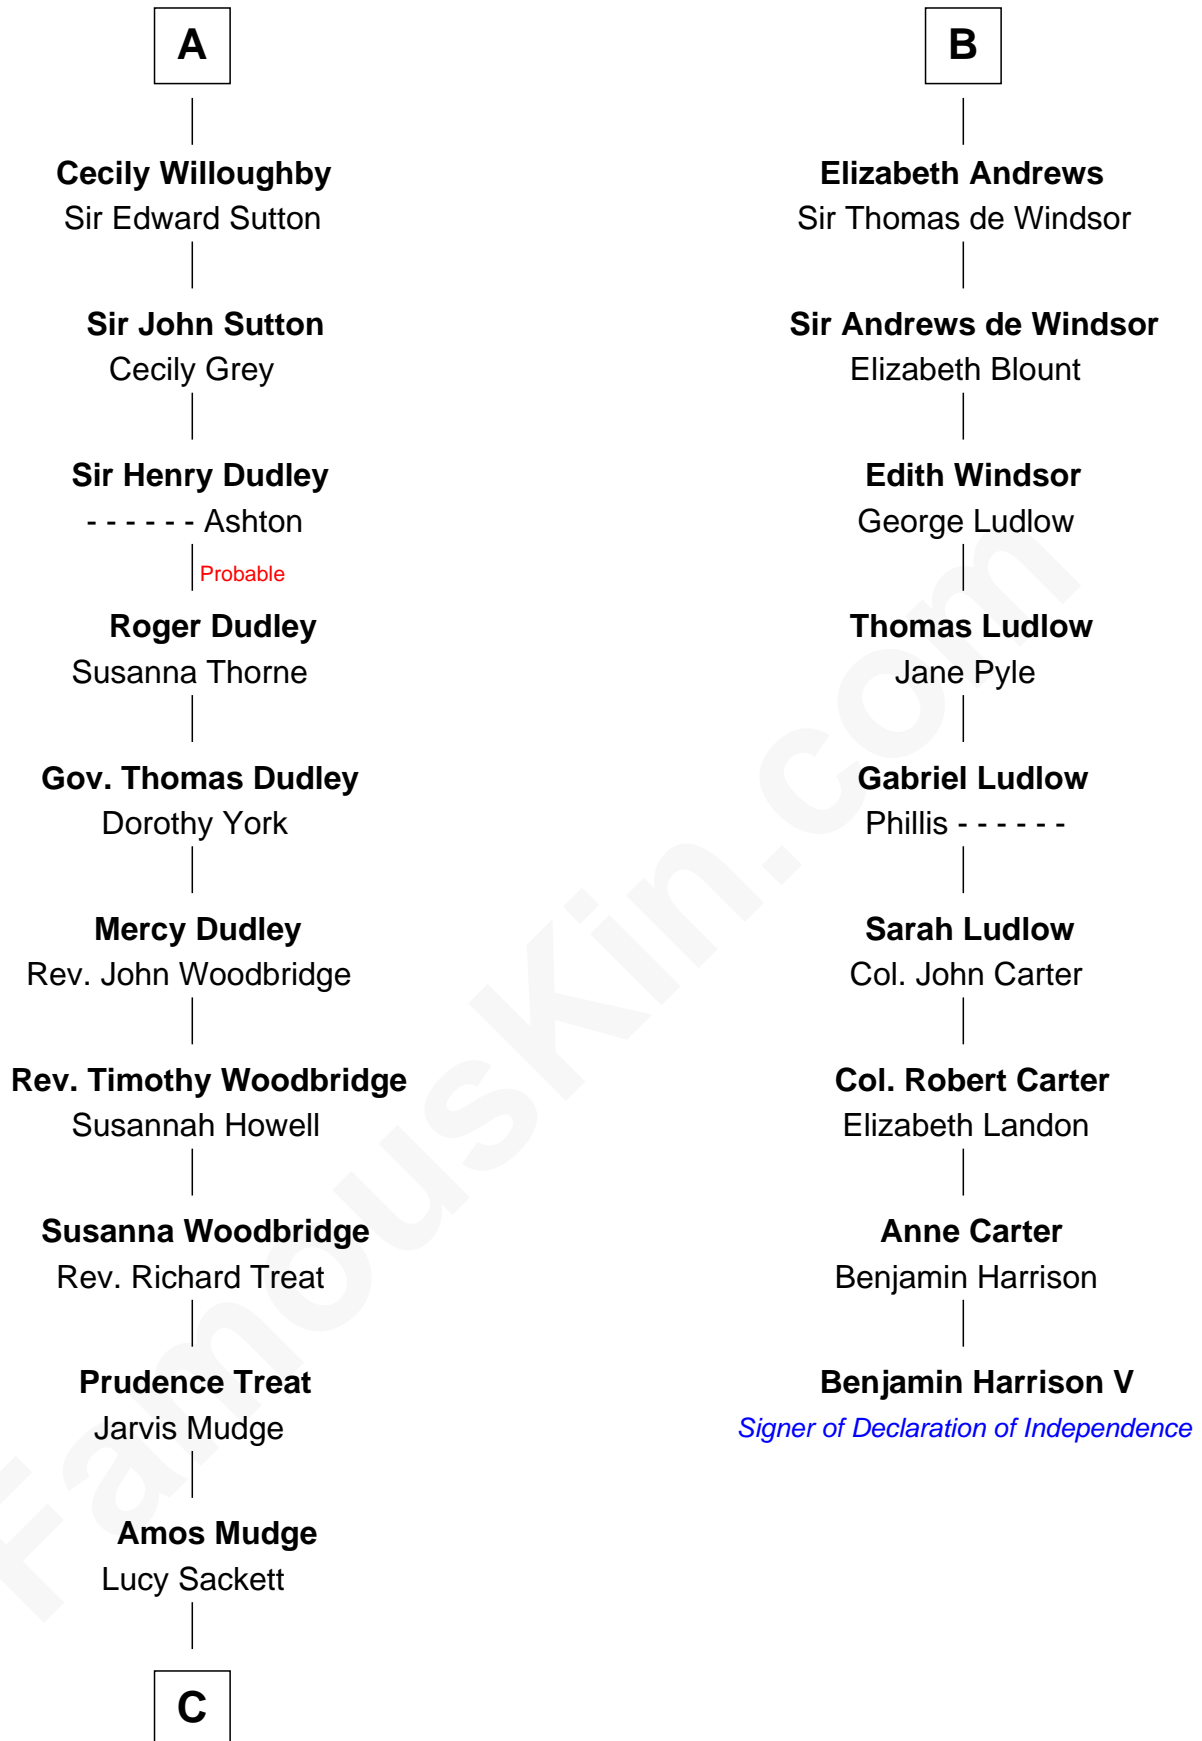 A
Cecily Willoughby
Sir Edward Sutton
Sir John Sutton
Cecily Grey
Sir Henry Dudley
- - - - - - Ashton
Probable
Roger Dudley
Susanna Thorne
Gov. Thomas Dudley
Dorothy York
Mercy Dudley
Rev. John Woodbridge
Rev. Timothy Woodbridge
Susannah Howell
Susanna Woodbridge
Rev. Richard Treat
Prudence Treat
Jarvis Mudge
Amos Mudge
Lucy Sackett
C
B
Elizabeth Andrews
Sir Thomas de Windsor
Sir Andrews de Windsor
Elizabeth Blount
Edith Windsor
George Ludlow
Thomas Ludlow
Jane Pyle
Gabriel Ludlow
Phillis - - - - - -
Sarah Ludlow
Col. John Carter
Col. Robert Carter
Elizabeth Landon
Anne Carter
Benjamin Harrison
Benjamin Harrison V
Signer of Declaration of Independence
FamousKin.com